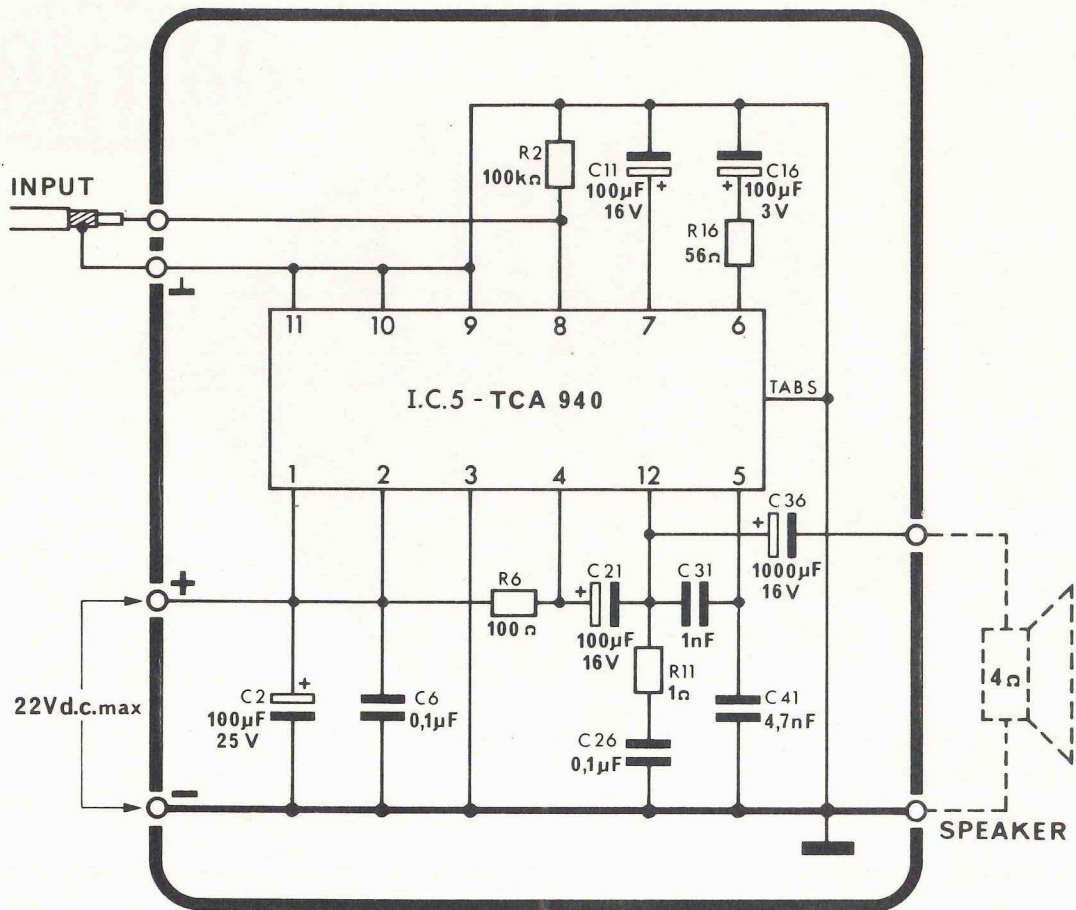 INPUT
R2
100kΩ
C11
100µF
16V
C16
100µF
3V
R16
56Ω
11 10 9 8 7 6
I.C.5 - TCA 940
TABS
1 2 3 4 12 5
+
22Vd.c.max
R6
100Ω
+
C21
100µF
16V
C31
1nF
+
C36
1000µF
16V
R11
1Ω
+
C2
100µF
25V
C6
0,1µF
C26
0,1µF
C41
4,7nF
4Ω
−
SPEAKER